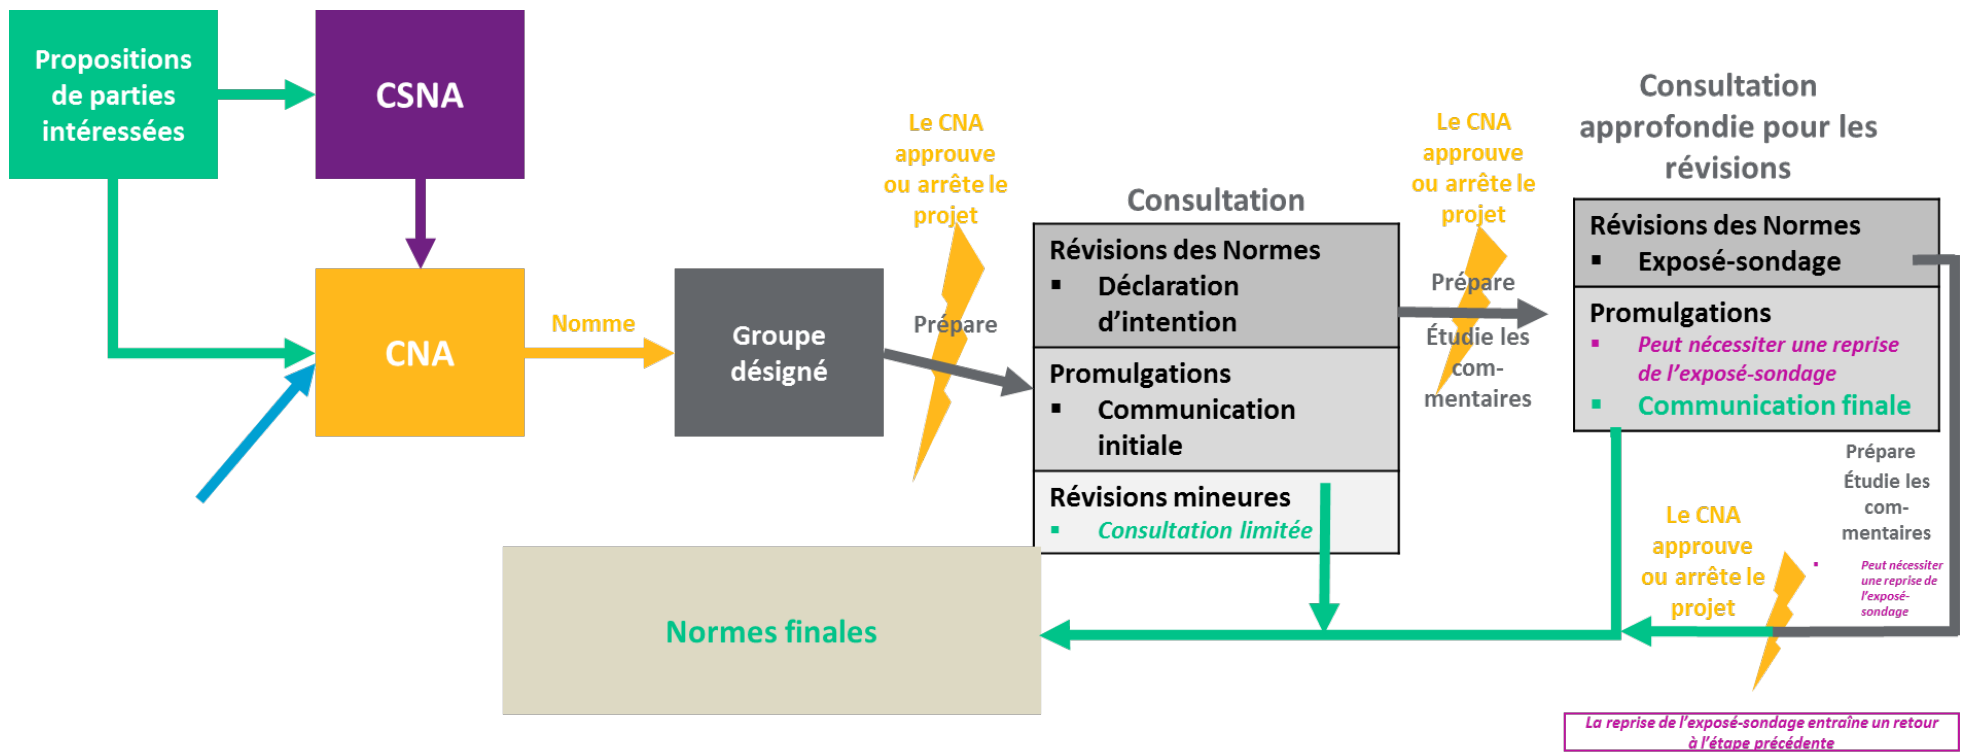 Propositions
de parties
intéressées
CSNA
CNA
Nomme
Groupe
désigné
Le CNA
approuve
ou arrête le
projet
Prépare
Consultation
Révisions des Normes
▪ Déclaration
d’intention
Promulgations
▪ Communication
initiale
Révisions mineures
▪ Consultation limitée
Le CNA
approuve
ou arrête le
projet
Prépare
Étudie les
com-
mentaires
Consultation
approfondie pour les
révisions
Révisions des Normes
▪ Exposé-sondage
Promulgations
▪ Peut nécessiter une reprise
de l’exposé-sondage
▪ Communication finale
Prépare
Étudie les
com-
mentaires
▪ Peut nécessiter
une reprise de
l’exposé-
sondage
Le CNA
approuve
ou arrête le
projet
Normes finales
La reprise de l’exposé-sondage entraîne un retour
à l’étape précédente